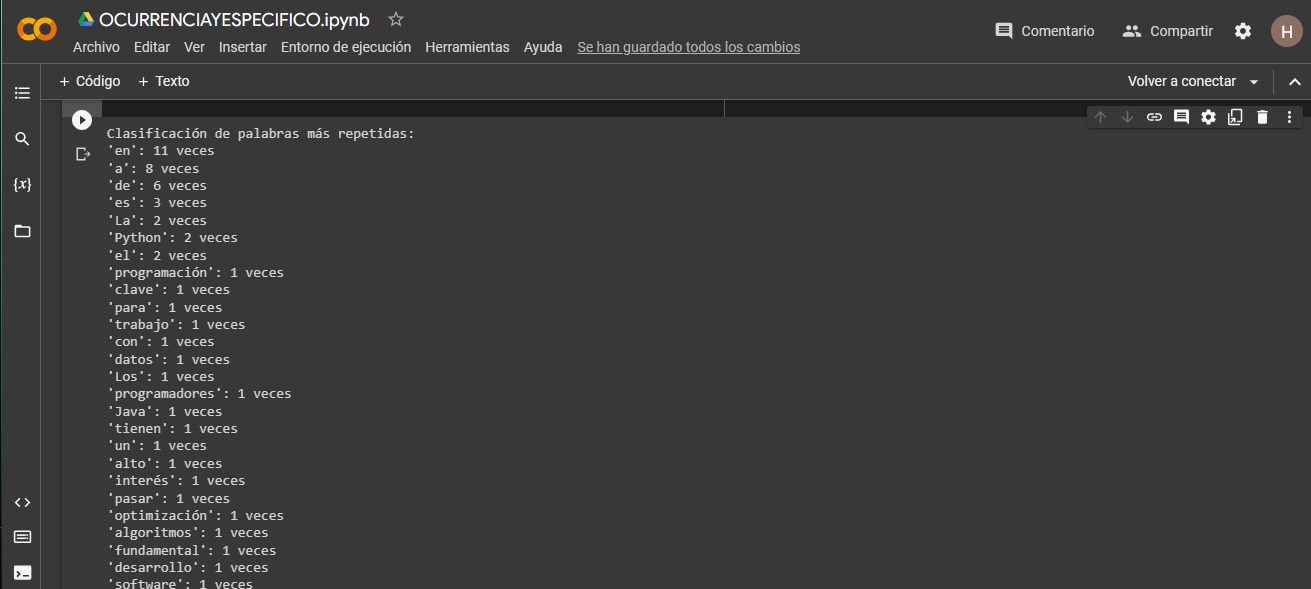 OCURRENCIAYESPECIFICO.ipynb
Archivo Editar Ver Insertar Entorno de ejecución Herramientas Ayuda Se han guardado todos los cambios
Comentario Compartir H
+ Código + Texto
Volver a conectar
{x}
Clasificación de palabras más repetidas:
'en': 11 veces
'a': 8 veces
'de': 6 veces
'es': 3 veces
'La': 2 veces
'Python': 2 veces
'el': 2 veces
'programación': 1 veces
'clave': 1 veces
'para': 1 veces
'trabajo': 1 veces
'con': 1 veces
'datos': 1 veces
'Los': 1 veces
'programadores': 1 veces
'Java': 1 veces
'tienen': 1 veces
'un': 1 veces
'alto': 1 veces
'interés': 1 veces
'pasar': 1 veces
'optimización': 1 veces
'algoritmos': 1 veces
'fundamental': 1 veces
'desarrollo': 1 veces
'software': 1 veces